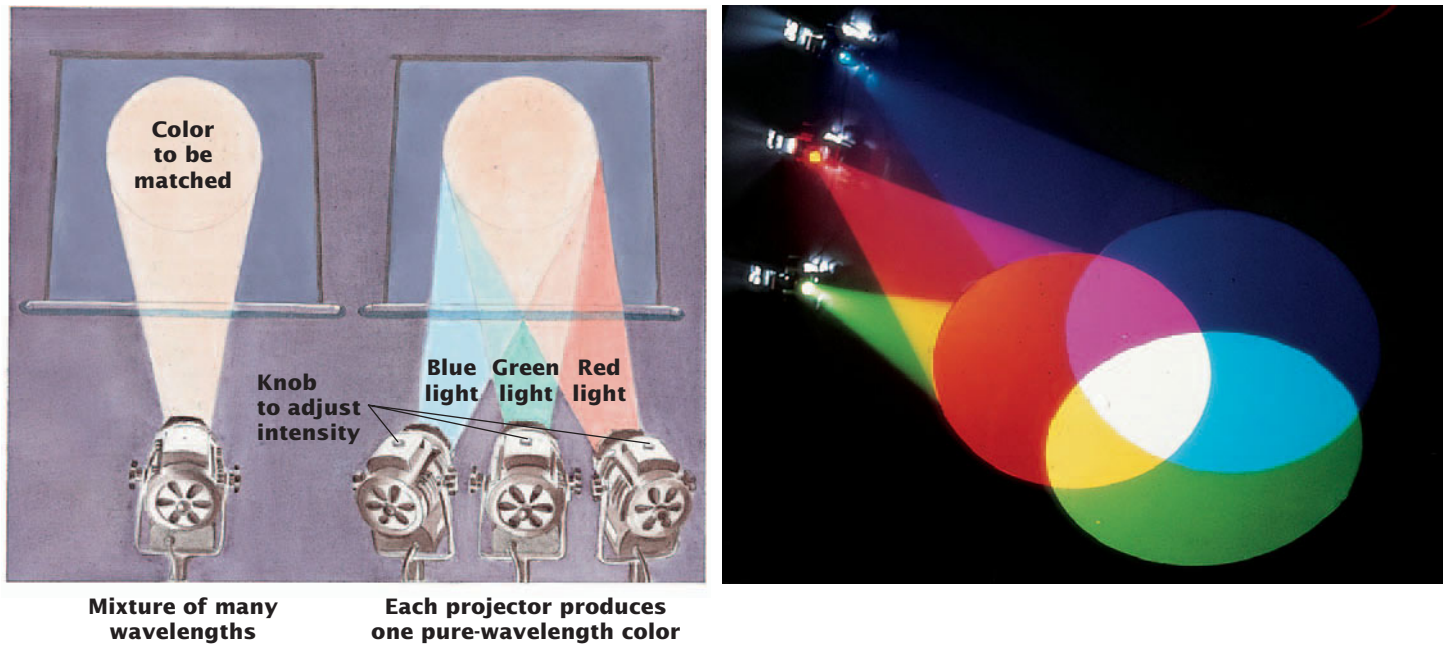 Color
to be
matched
Blue
light
Green
light
Red
light
Knob
to adjust
intensity
Mixture of many
wavelengths
Each projector produces
one pure-wavelength color